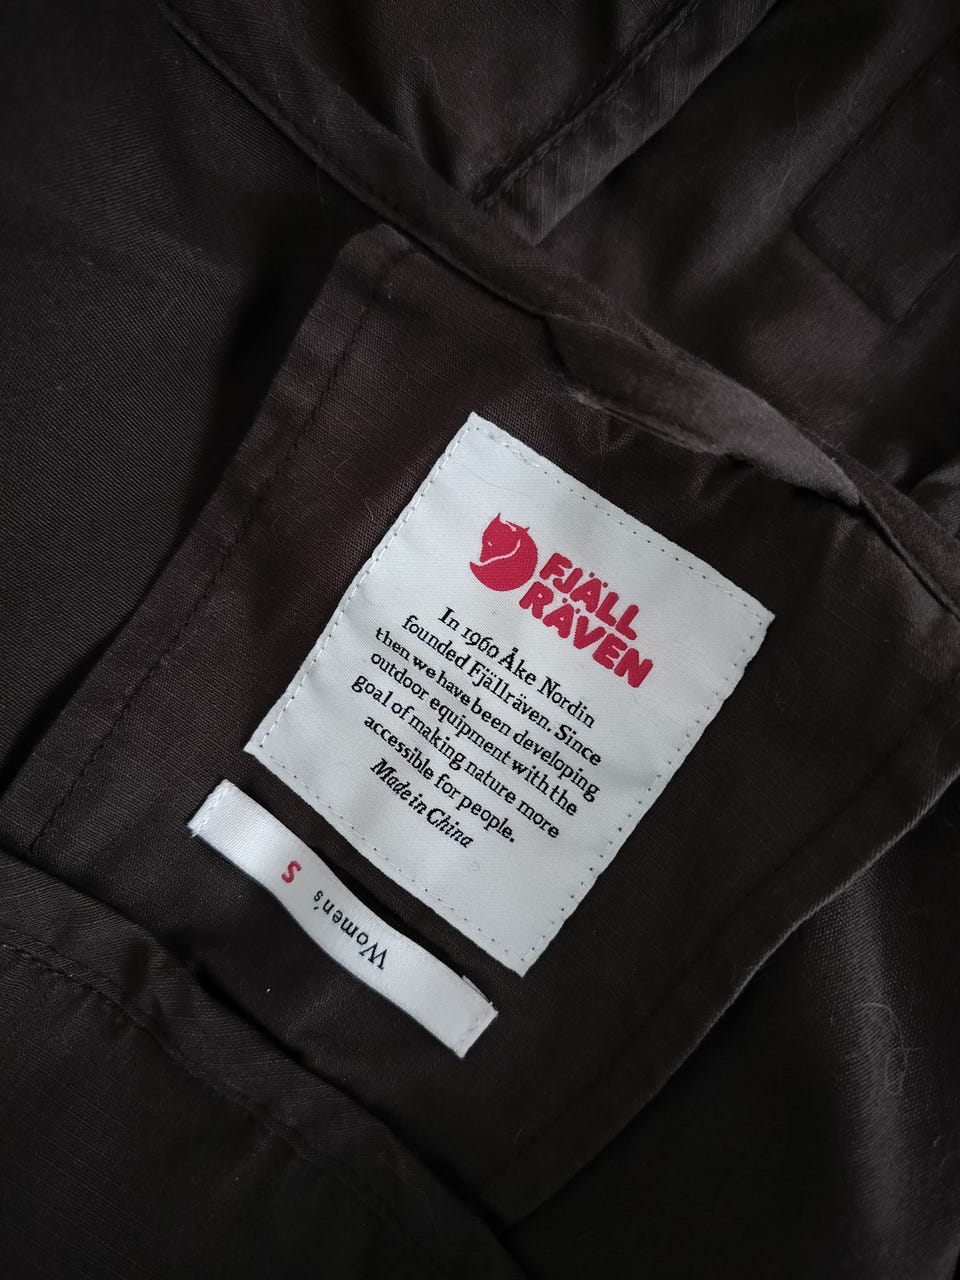 FJÄLL
RÄVEN
In 1960 Åke Nordin
founded Fjällräven. Since
then we have been developing
outdoor equipment with the
goal of making nature more
accessible for people.
Made in China
Women's S